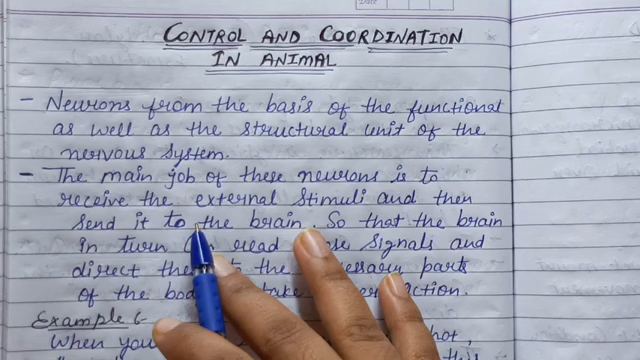 Date
CONTROL AND COORDINATION
IN ANIMAL
- Neurons from the basis of the functional
as well as the structural unit of the
nervous system.
- The main job of these neurons is to
receive the external stimuli and then
send it to the brain. So that the brain
in turn read signals and
direct the parts
of the take
Example :-
When you hot,